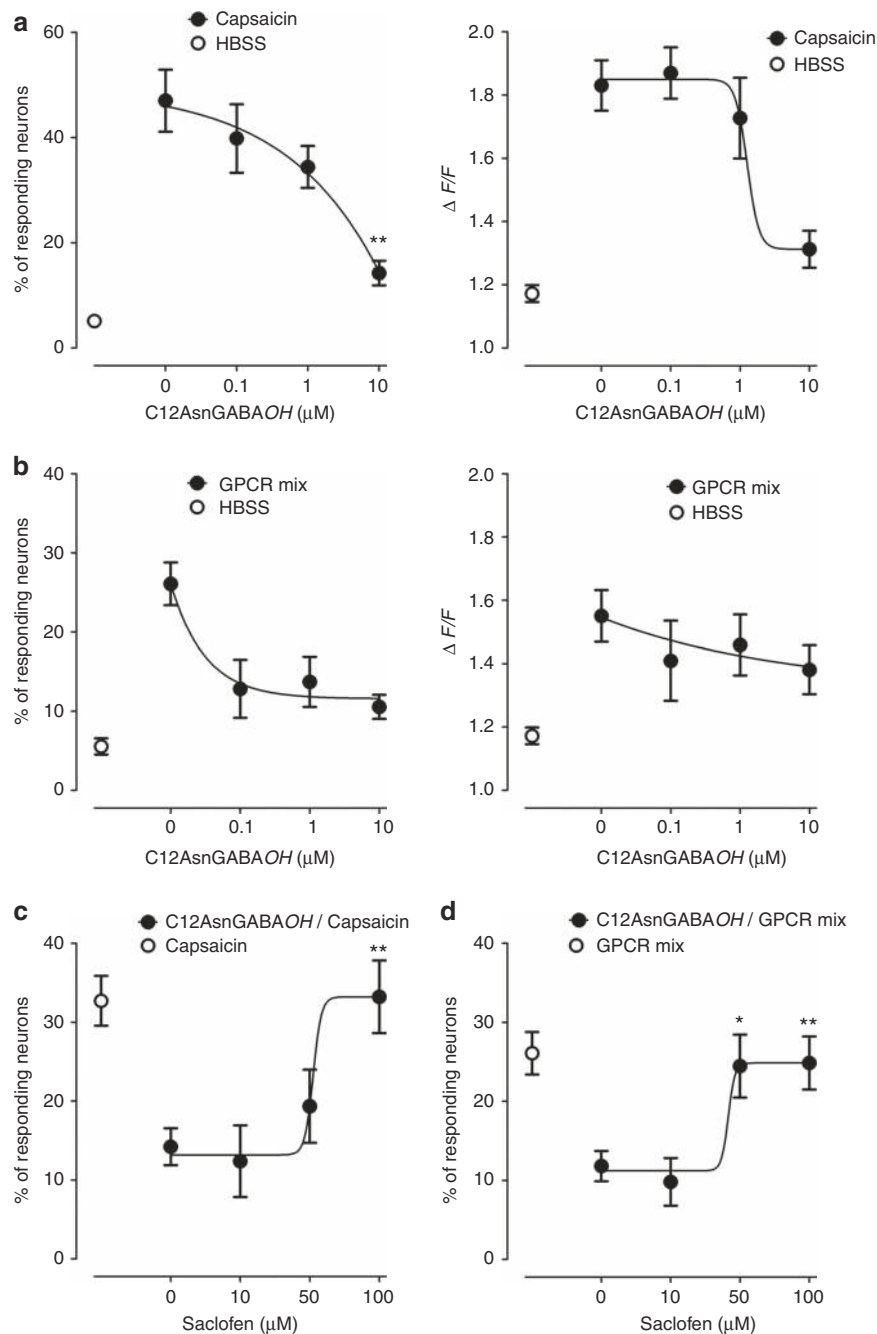 a
Capsaicin
HBSS
% of responding neurons
60
40
20
0
**
0 0.1 1 10
C12AsnGABAOH (μM)
Capsaicin
HBSS
Δ F/F
2.0
1.8
1.6
1.4
1.2
1.0
0 0.1 1 10
C12AsnGABAOH (μM)
b
GPCR mix
HBSS
% of responding neurons
40
30
20
10
0
0 0.1 1 10
C12AsnGABAOH (μM)
GPCR mix
HBSS
Δ F/F
2.0
1.8
1.6
1.4
1.2
1.0
0 0.1 1 10
C12AsnGABAOH (μM)
c
C12AsnGABAOH / Capsaicin
Capsaicin
% of responding neurons
40
30
20
10
0
**
0 10 50 100
Saclofen (μM)
d
C12AsnGABAOH / GPCR mix
GPCR mix
% of responding neurons
40
30
20
10
0
* **
0 10 50 100
Saclofen (μM)